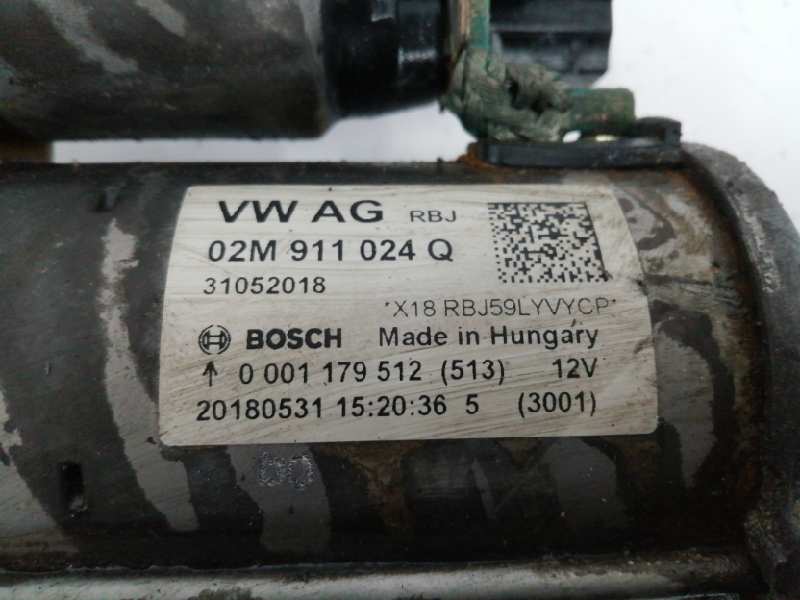 VW AG RBJ
02M 911 024 Q
31052018
*X18 RBJ59LYVYCP*
BOSCH Made in Hungary
↑ 0 001 179 512 (513) 12V
20180531 15:20:36 5 (3001)